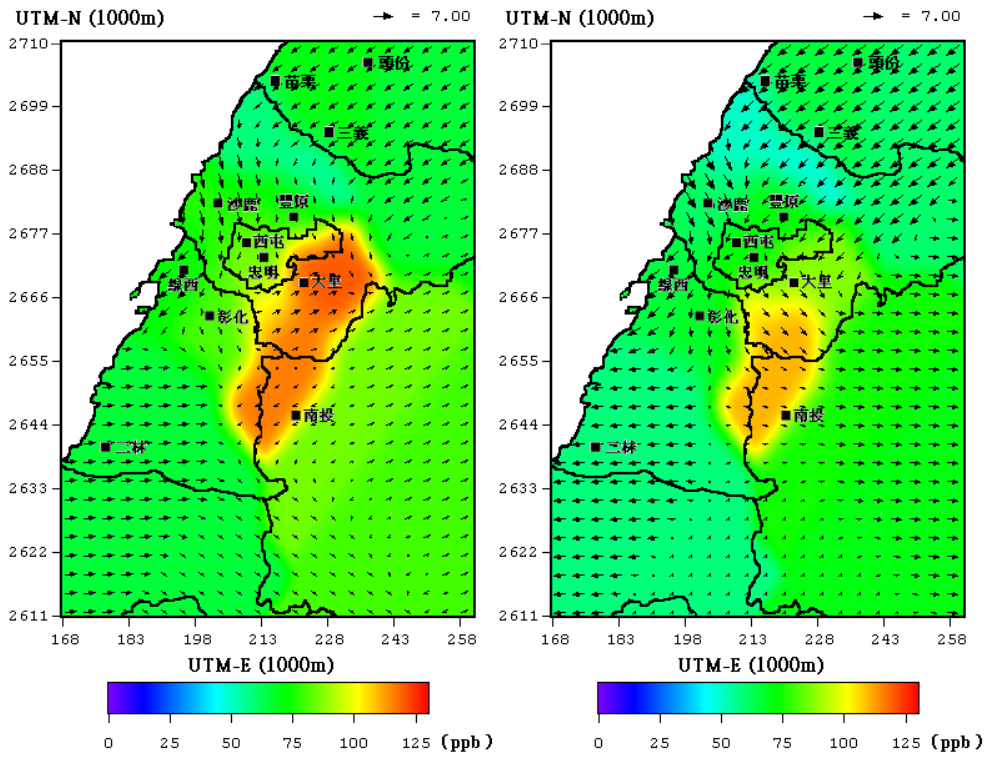 UTM-N (1000m) = 7.00 UTM-N (1000m) = 7.00
2710 2710
頭份 頭份
苗栗 苗栗
2699 2699
三義 三義
2688 2688
沙鹿 豐原 沙鹿 豐原
2677 2677
西屯 西屯
忠明 忠明
線西 大里 線西 大里
2666 2666
彰化 彰化
2655 2655
南投 南投
2644 2644
二林 二林
2633 2633
2622 2622
2611 2611
168 183 198 213 228 243 258 168 183 198 213 228 243 258
UTM-E (1000m) UTM-E (1000m)
0 25 50 75 100 125 (ppb) 0 25 50 75 100 125 (ppb)